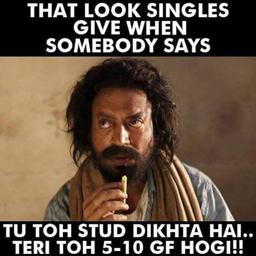 THAT LOOK SINGLES
GIVE WHEN
SOMEBODY SAYS
TU TOH STUD DIKHTA HAI..
TERI TOH 5-10 GF HOGI!!